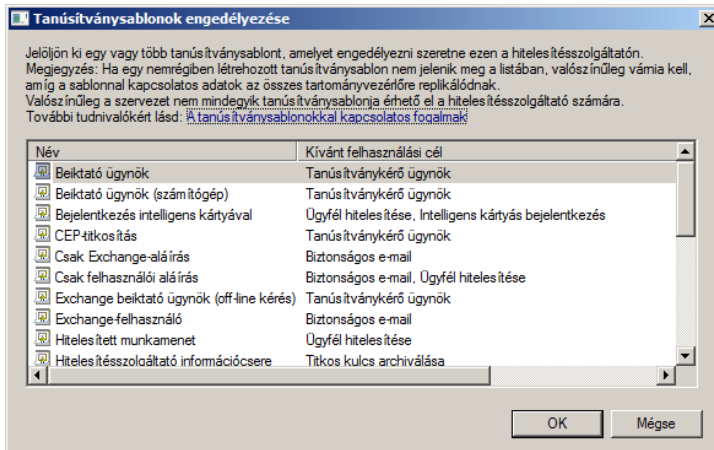 Tanúsítványsablonok engedélyezése
Jelöljön ki egy vagy több tanúsítványsablont, amelyet engedélyezni szeretne ezen a hitelesítésszolgáltatón.
Megjegyzés: Ha egy nemrégiben létrehozott tanúsítványsablon nem jelenik meg a listában, valószínűleg várnia kell,
amíg a sablonnal kapcsolatos adatok az összes tartományvezérlőre replikálódnak.
Valószínűleg a szervezet nem mindegyik tanúsítványsablonja érhető el a hitelesítésszolgáltató számára.
További tudnivalókért lásd: A tanúsítványsablonokkal kapcsolatos fogalmak
Név Kívánt felhasználási cél
Beiktató ügynök Tanúsítványkérő ügynök
Beiktató ügynök (számítógép) Tanúsítványkérő ügynök
Bejelentkezés intelligens kártyával Ügyfél hitelesítése, Intelligens kártyás bejelentkezés
CEP-titkosítás Tanúsítványkérő ügynök
Csak Exchange-aláírás Biztonságos e-mail
Csak felhasználói aláírás Biztonságos e-mail, Ügyfél hitelesítése
Exchange beiktató ügynök (off-line kérés) Tanúsítványkérő ügynök
Exchange-felhasználó Biztonságos e-mail
Hitelesített munkamenet Ügyfél hitelesítése
Hitelesítésszolgáltató információcsere Titkos kulcs archiválása
OK Mégse